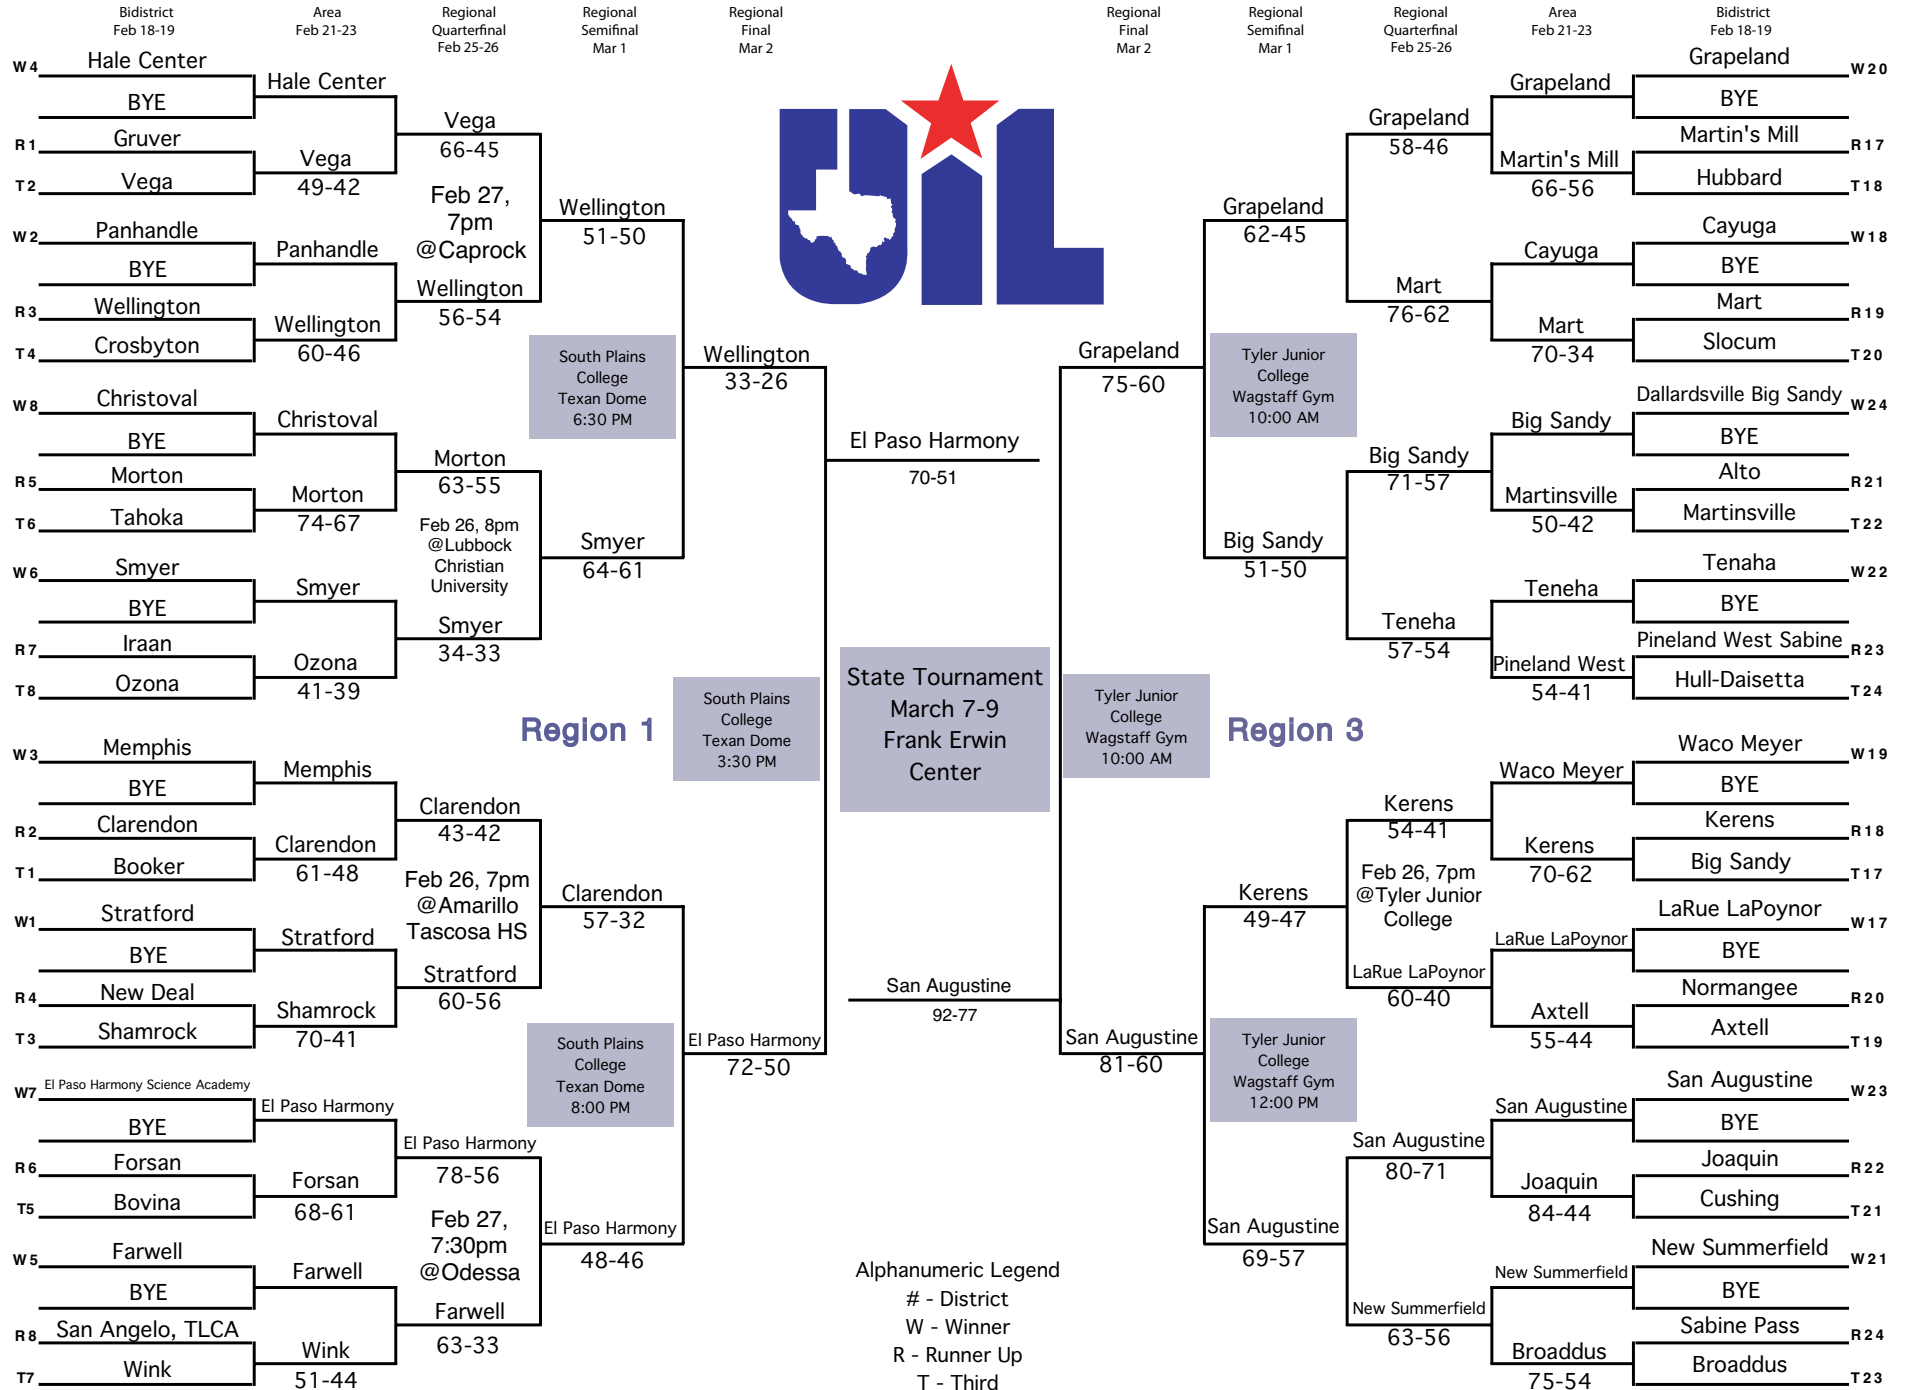 Bidistrict
Feb 18-19
Area
Feb 21-23
Regional
Quarterfinal
Feb 25-26
Regional
Semifinal
Mar 1
Regional
Final
Mar 2
Regional
Final
Mar 2
Regional
Semifinal
Mar 1
Regional
Quarterfinal
Feb 25-26
Area
Feb 21-23
Bidistrict
Feb 18-19
UIL
W4 Hale Center
BYE
R1 Gruver
T2 Vega
W2 Panhandle
BYE
R3 Wellington
T4 Crosbyton
W8 Christoval
BYE
R5 Morton
T6 Tahoka
W6 Smyer
BYE
R7 Iraan
T8 Ozona
W3 Memphis
BYE
R2 Clarendon
T1 Booker
W1 Stratford
BYE
R4 New Deal
T3 Shamrock
W7 El Paso Harmony Science Academy
BYE
R6 Forsan
T5 Bovina
W5 Farwell
BYE
R8 San Angelo, TLCA
T7 Wink
Hale Center
Vega
49-42
Panhandle
Wellington
60-46
Christoval
Morton
74-67
Smyer
Ozona
41-39
Memphis
Clarendon
61-48
Stratford
Shamrock
70-41
El Paso Harmony
Forsan
68-61
Farwell
Wink
51-44
Vega
66-45
Feb 27,
7pm
@Caprock
Wellington
56-54
Morton
63-55
Feb 26, 8pm
@Lubbock
Christian
University
Smyer
34-33
Clarendon
43-42
Feb 26, 7pm
@Amarillo
Tascosa HS
Stratford
60-56
El Paso Harmony
78-56
Feb 27,
7:30pm
@Odessa
Farwell
63-33
Wellington
51-50
South Plains
College
Texan Dome
6:30 PM
Smyer
64-61
Region 1
Clarendon
57-32
South Plains
College
Texan Dome
8:00 PM
El Paso Harmony
48-46
Wellington
33-26
South Plains
College
Texan Dome
3:30 PM
El Paso Harmony
72-50
El Paso Harmony
70-51
State Tournament
March 7-9
Frank Erwin
Center
San Augustine
92-77
Alphanumeric Legend
# - District
W - Winner
R - Runner Up
T - Third
Grapeland
75-60
Tyler Junior
College
Wagstaff Gym
10:00 AM
San Augustine
81-60
Grapeland
62-45
Tyler Junior
College
Wagstaff Gym
10:00 AM
Big Sandy
51-50
Region 3
Kerens
49-47
Tyler Junior
College
Wagstaff Gym
12:00 PM
San Augustine
69-57
Grapeland
58-46
Mart
76-62
Big Sandy
71-57
Teneha
57-54
Kerens
54-41
Feb 26, 7pm
@Tyler Junior
College
LaRue LaPoynor
60-40
San Augustine
80-71
New Summerfield
63-56
Grapeland
Martin's Mill
66-56
Cayuga
Mart
70-34
Big Sandy
Martinsville
50-42
Teneha
Pineland West
54-41
Waco Meyer
Kerens
70-62
LaRue LaPoynor
Axtell
55-44
San Augustine
Joaquin
84-44
New Summerfield
Broaddus
75-54
Grapeland W20
BYE
Martin's Mill R17
Hubbard T18
Cayuga W18
BYE
Mart R19
Slocum T20
Dallardsville Big Sandy W24
BYE
Alto R21
Martinsville T22
Tenaha W22
BYE
Pineland West Sabine R23
Hull-Daisetta T24
Waco Meyer W19
BYE
Kerens R18
Big Sandy T17
LaRue LaPoynor W17
BYE
Normangee R20
Axtell T19
San Augustine W23
BYE
Joaquin R22
Cushing T21
New Summerfield W21
BYE
Sabine Pass R24
Broaddus T23